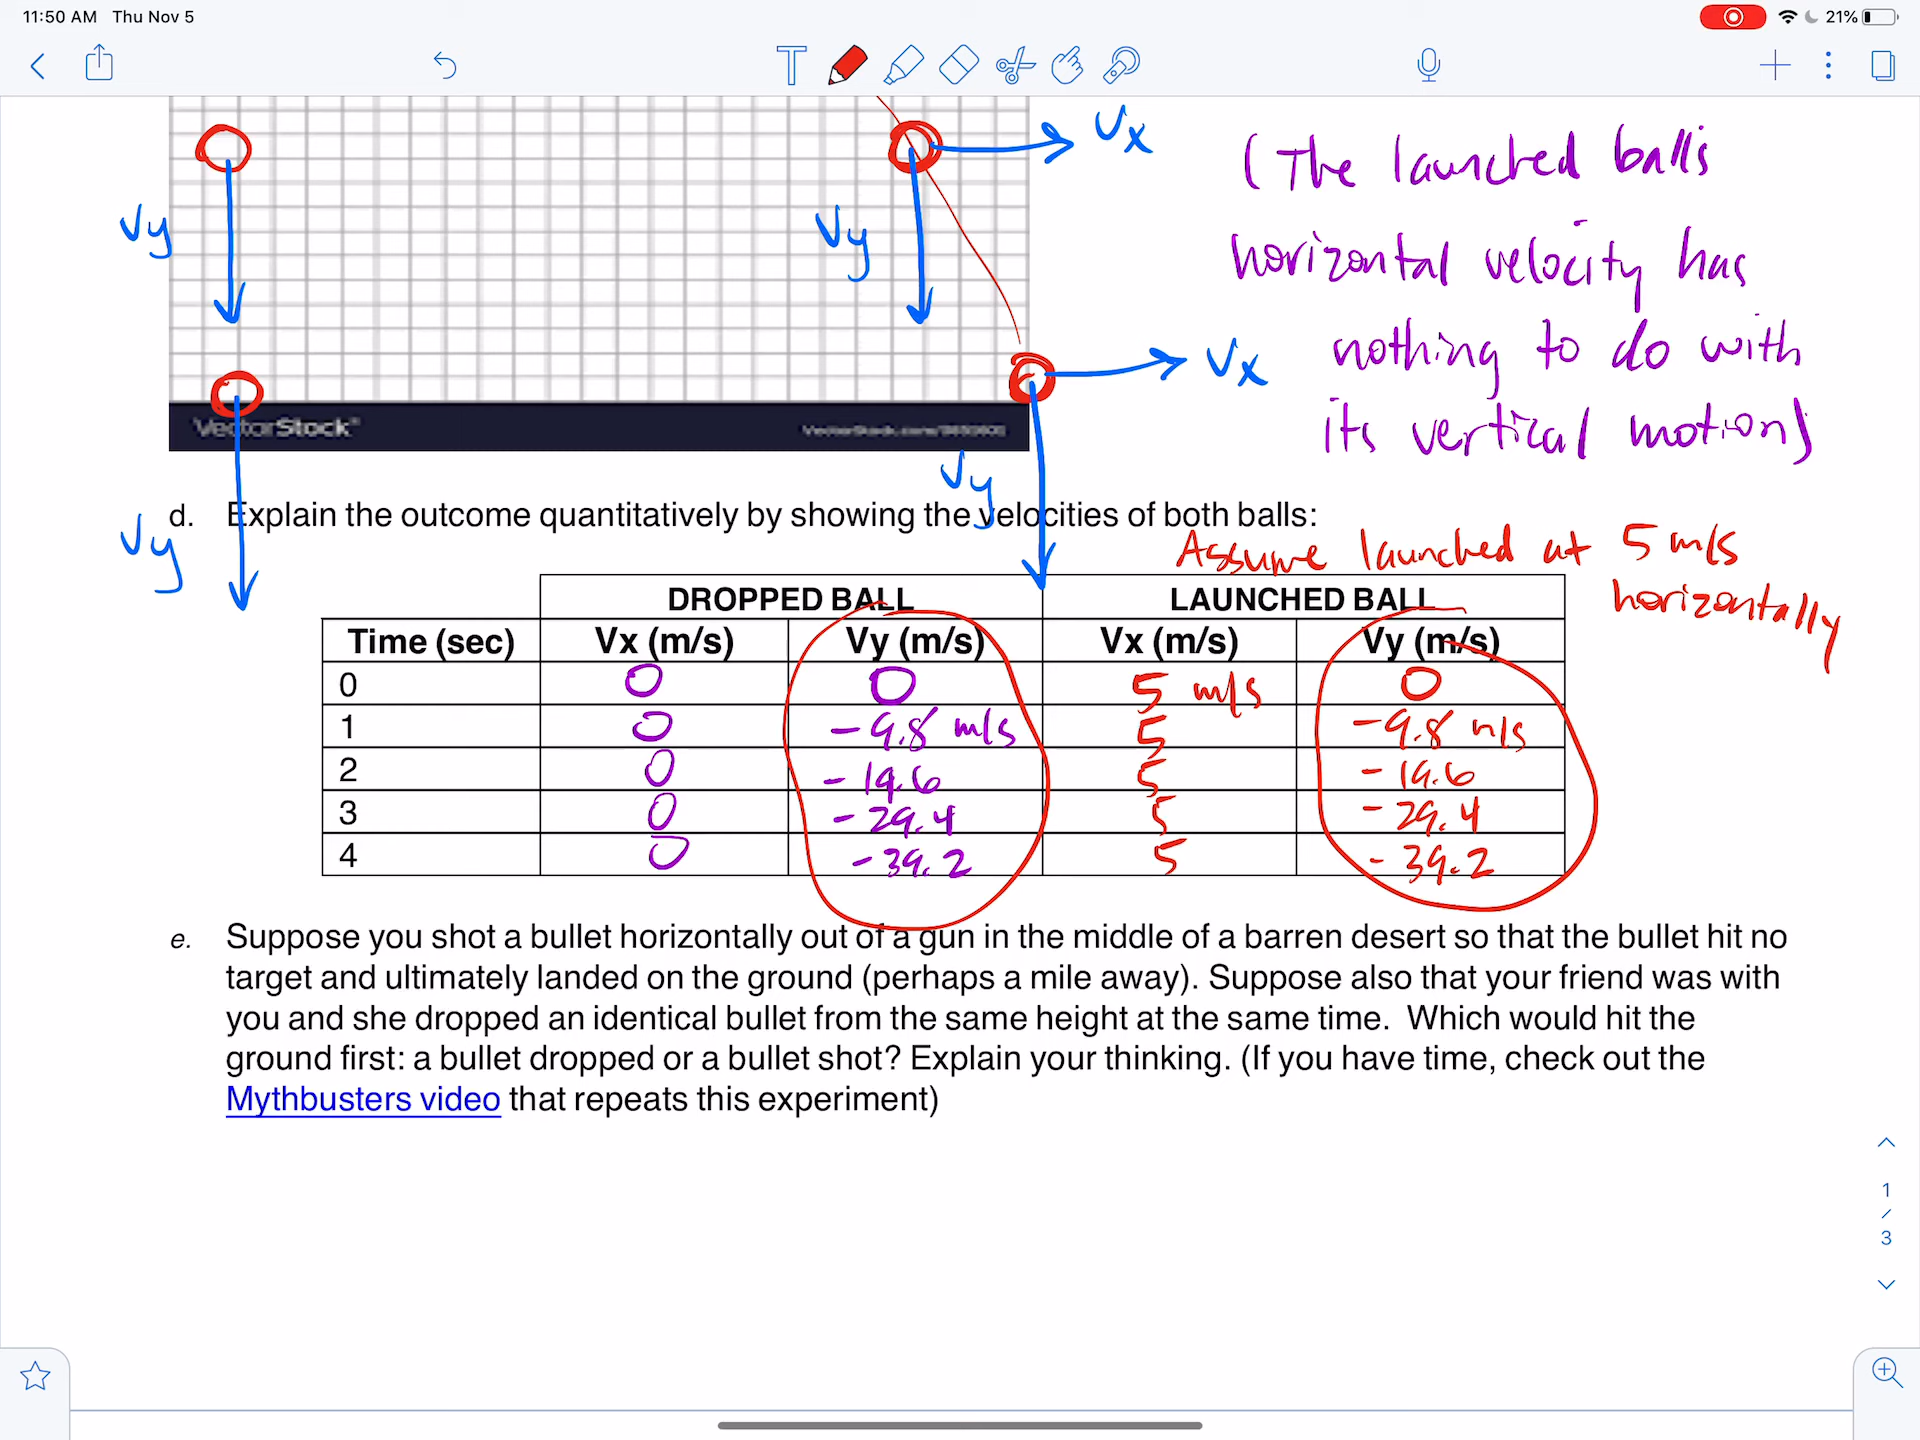 11:50 AM Thu Nov 5
21%
Vx
Vy
Vy
Vx
(The launched balls
horizontal velocity has
nothing to do with
its vertical motion)
VectorStock®
Vy
Vy
d. Explain the outcome quantitatively by showing the velocities of both balls:
Assume launched at 5 m/s
horizontally
DROPPED BALL LAUNCHED BALL
Time (sec) Vx (m/s) Vy (m/s) Vx (m/s) Vy (m/s)
0 0 0 5 m/s 0
1 0 -9.8 m/s 5 -9.8 m/s
2 0 -19.6 5 -19.6
3 0 -29.4 5 -29.4
4 0 -39.2 5 -39.2
e. Suppose you shot a bullet horizontally out of a gun in the middle of a barren desert so that the bullet hit no
target and ultimately landed on the ground (perhaps a mile away). Suppose also that your friend was with
you and she dropped an identical bullet from the same height at the same time. Which would hit the
ground first: a bullet dropped or a bullet shot? Explain your thinking. (If you have time, check out the
Mythbusters video that repeats this experiment)
1
/
3